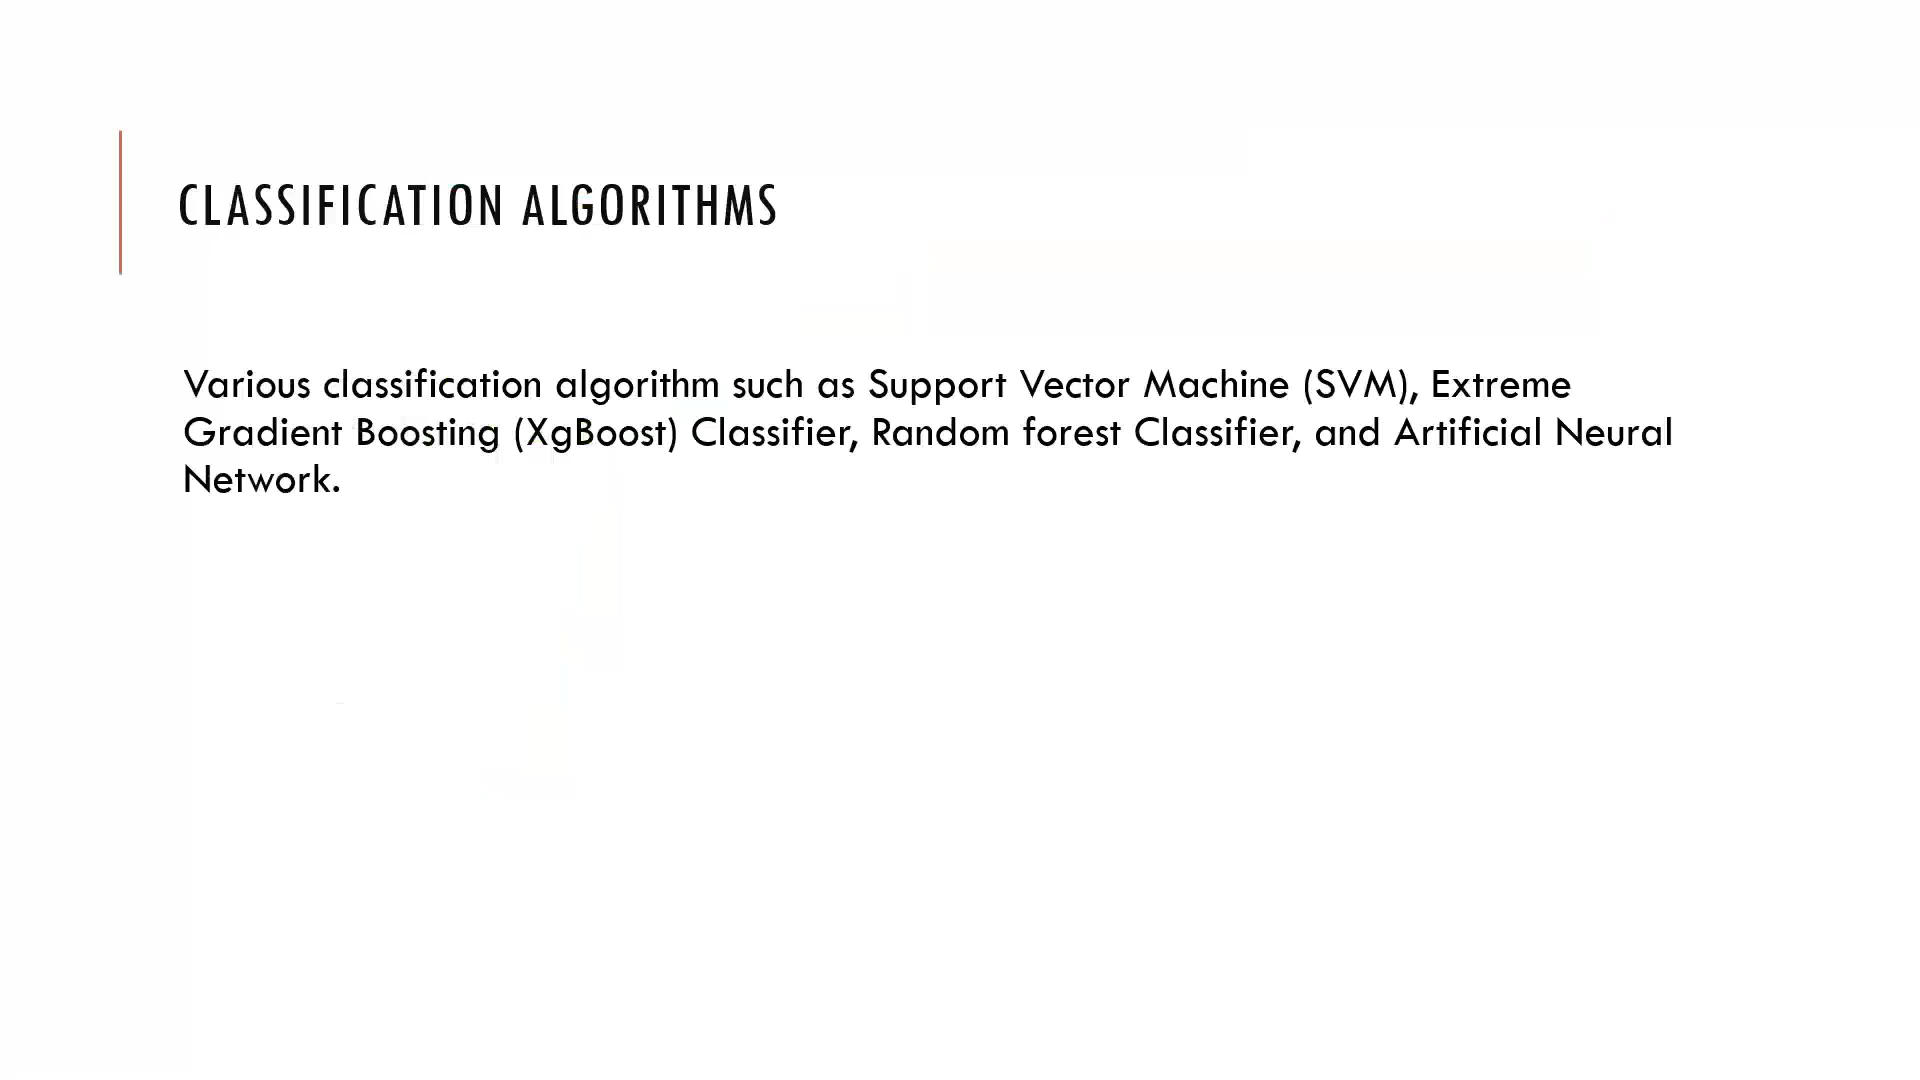 CLASSIFICATION ALGORITHMS
Various classification algorithm such as Support Vector Machine (SVM), Extreme
Gradient Boosting (XgBoost) Classifier, Random forest Classifier, and Artificial Neural
Network.